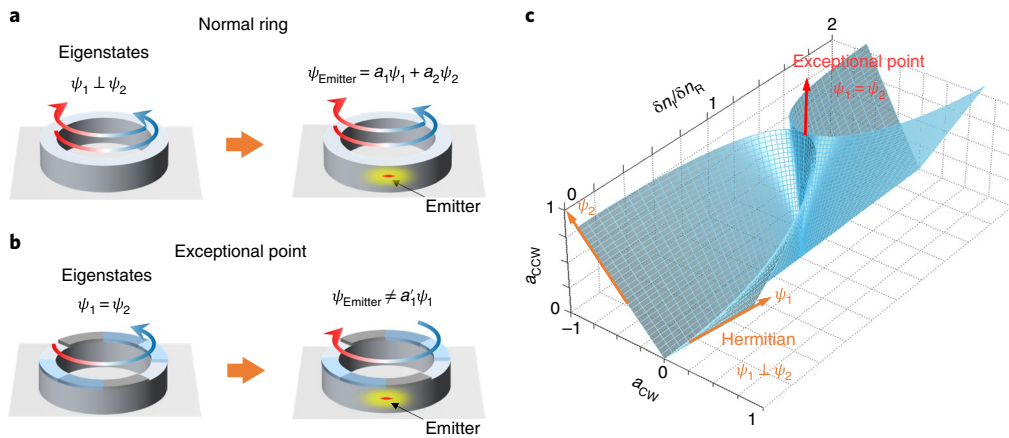 a
Normal ring
Eigenstates
ψ1 ⊥ ψ2
ψEmitter = a1ψ1 + a2ψ2
Emitter
b
Exceptional point
Eigenstates
ψ1 = ψ2
ψEmitter ≠ a′1ψ1
Emitter
c
2
Exceptional point
ψ1 = ψ2
δnI/δnR
1
0
ψ2
1
aCCW
0
−1
ψ1
Hermitian
ψ1 ⊥ ψ2
0
aCW
1